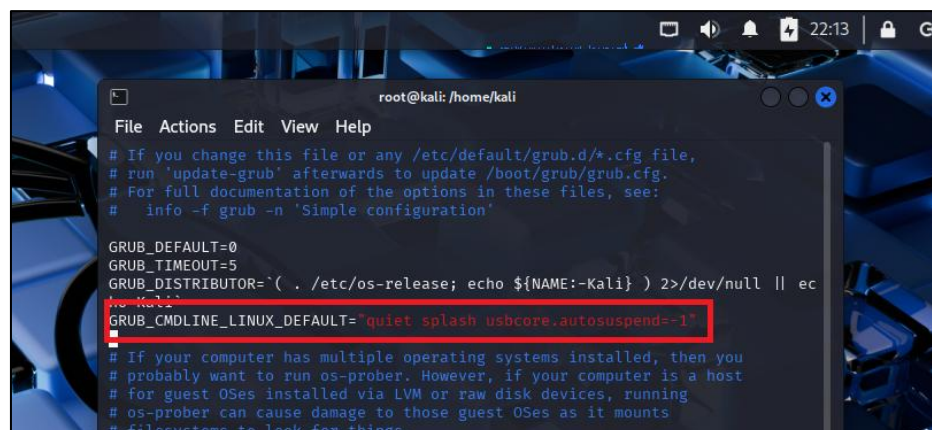 22:13
root@kali: /home/kali
File Actions Edit View Help
# If you change this file or any /etc/default/grub.d/*.cfg file,
# run 'update-grub' afterwards to update /boot/grub/grub.cfg.
# For full documentation of the options in these files, see:
#   info -f grub -n 'Simple configuration'
GRUB_DEFAULT=0
GRUB_TIMEOUT=5
GRUB_DISTRIBUTOR=`( . /etc/os-release; echo ${NAME:-Kali} ) 2>/dev/null || ec
ho Kali`
GRUB_CMDLINE_LINUX_DEFAULT="quiet splash usbcore.autosuspend=-1"
# If your computer has multiple operating systems installed, then you
# probably want to run os-prober. However, if your computer is a host
# for guest OSes installed via LVM or raw disk devices, running
# os-prober can cause damage to those guest OSes as it mounts
# filesystems to look for things.